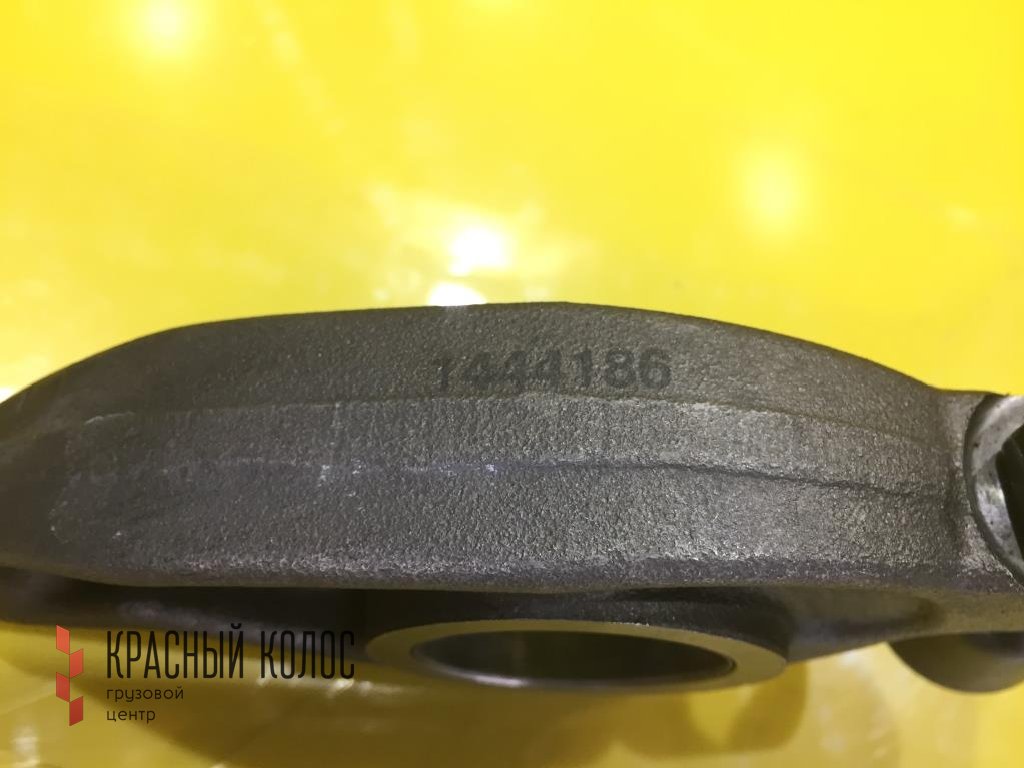 1444186
КРАСНЫЙ КОЛОС
грузовой
центр